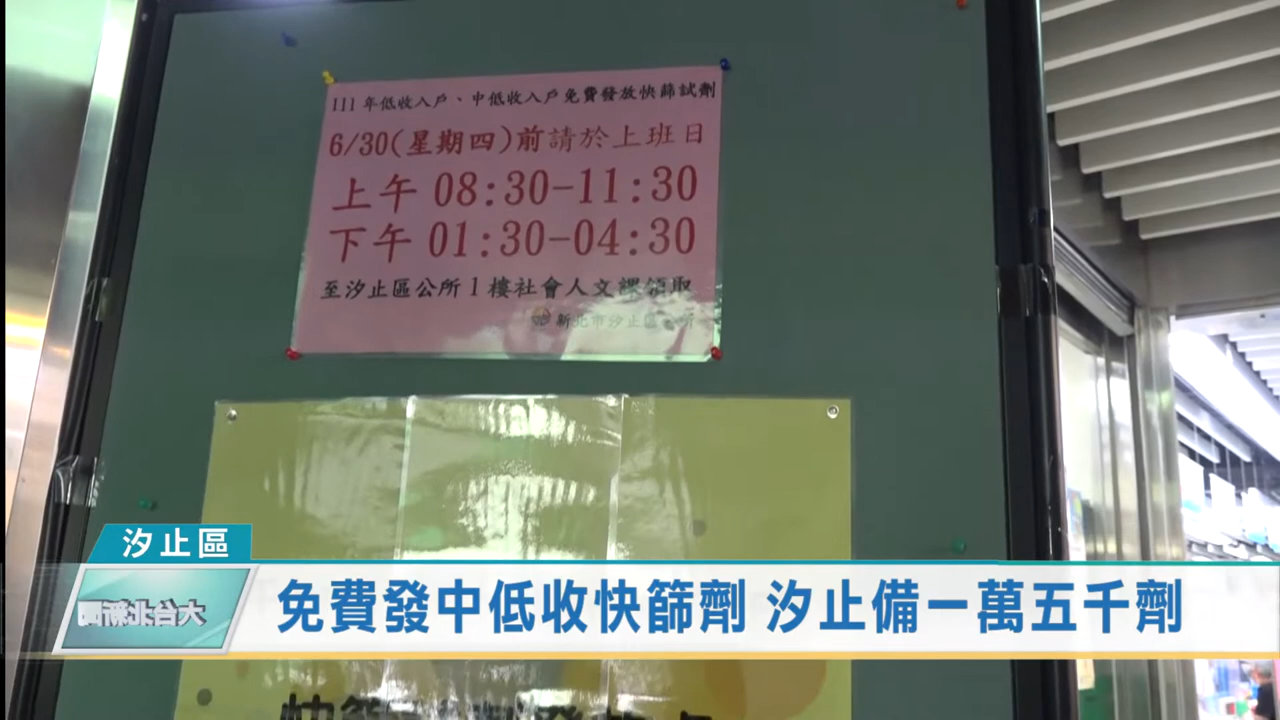 111年低收入戶、中低收入戶免費發放快篩試劑
6/30(星期四)前請於上班日
上午 08:30-11:30
下午 01:30-04:30
至汐止區公所1樓社會人文課領取
新北市汐止區公所
汐止區
免費發中低收快篩劑 汐止備一萬五千劑